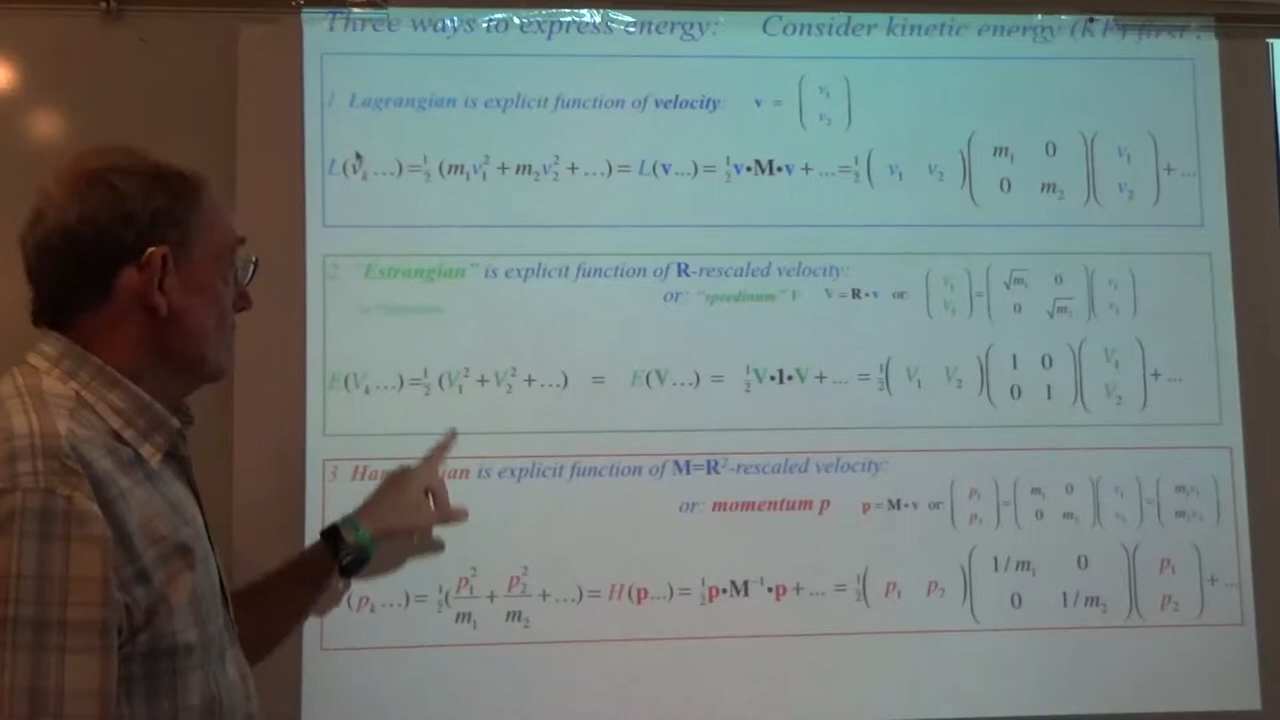 Three ways to express energy: Consider kinetic energy (KE) first
1. Lagrangian is explicit function of velocity: v = ( v₁ v₂ )
L(vₖ...) = ½ (m₁v₁² + m₂v₂² + ...) = L(v...) = ½v•M•v + ... = ½ ( v₁ v₂ ) ( m₁ 0 0 m₂ ) ( v₁ v₂ ) + ...
2. "Estrangian" is explicit function of R-rescaled velocity:
or: "speedinum" V V = R•v or: ( V₁ V₂ ) = ( √m₁ 0 0 √m₂ ) ( v₁ v₂ )
E(Vₖ...) = ½ (V₁² + V₂² + ...) = E(V...) = ½V•1•V + ... = ½ ( V₁ V₂ ) ( 1 0 0 1 ) ( V₁ V₂ ) + ...
3. is explicit function of M=R²-rescaled velocity:
or: momentum p p = M•v or: ( p₁ p₂ ) = ( m₁ 0 0 m₂ ) ( v₁ v₂ ) = ( m₁v₁ m₂v₂ )
(pₖ...) = ½ ( p₁²/m₁ + p₂²/m₂ + ...) = H(p...) = ½p•M⁻¹•p + ... = ½ ( p₁ p₂ ) ( 1/m₁ 0 0 1/m₂ ) ( p₁ p₂ ) + ...